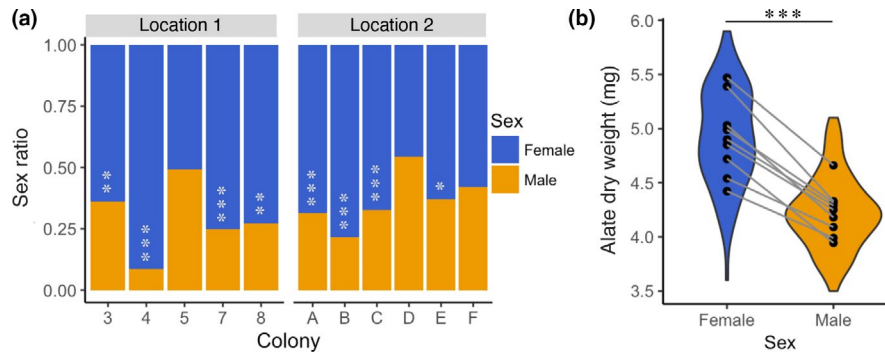 (a)
Location 1
Location 2
1.00
0.75
0.50
0.25
0.00
Sex ratio
**
***
***
**
***
***
***
*
3
4
5
7
8
A
B
C
D
E
F
Colony
Sex
Female
Male
(b)
***
6.0
5.5
5.0
4.5
4.0
3.5
Alate dry weight (mg)
Female
Male
Sex